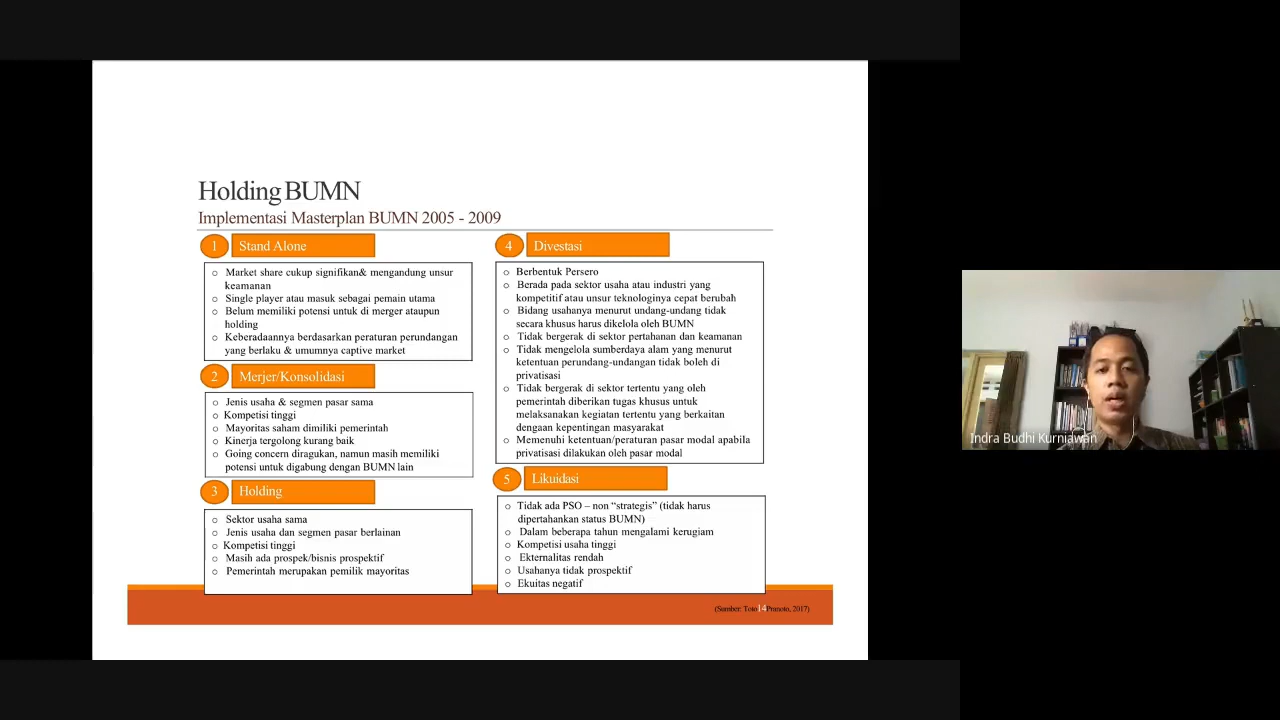 Holding BUMN
Implementasi Masterplan BUMN 2005 - 2009
1 Stand Alone
o Market share cukup signifikan& mengandung unsur
keamanan
o Single player atau masuk sebagai pemain utama
o Belum memiliki potensi untuk di merger ataupun
holding
o Keberadaannya berdasarkan peraturan perundangan
yang berlaku & umumnya captive market
2 Merjer/Konsolidasi
o Jenis usaha & segmen pasar sama
o Kompetisi tinggi
o Mayoritas saham dimiliki pemerintah
o Kinerja tergolong kurang baik
o Going concern diragukan, namun masih memiliki
potensi untuk digabung dengan BUMN lain
3 Holding
o Sektor usaha sama
o Jenis usaha dan segmen pasar berlainan
o Kompetisi tinggi
o Masih ada prospek/bisnis prospektif
o Pemerintah merupakan pemilik mayoritas
4 Divestasi
o Berbentuk Persero
o Berada pada sektor usaha atau industri yang
kompetitif atau unsur teknologinya cepat berubah
o Bidang usahanya menurut undang-undang tidak
secara khusus harus dikelola oleh BUMN
o Tidak bergerak di sektor pertahanan dan keamanan
o Tidak mengelola sumberdaya alam yang menurut
ketentuan perundang-undangan tidak boleh di
privatisasi
o Tidak bergerak di sektor tertentu yang oleh
pemerintah diberikan tugas khusus untuk
melaksanakan kegiatan tertentu yang berkaitan
dengaan kepentingan masyarakat
o Memenuhi ketentuan/peraturan pasar modal apabila
privatisasi dilakukan oleh pasar modal
5 Likuidasi
o Tidak ada PSO – non “strategis” (tidak harus
dipertahankan status BUMN)
o Dalam beberapa tahun mengalami kerugiam
o Kompetisi usaha tinggi
o Ekternalitas rendah
o Usahanya tidak prospektif
o Ekuitas negatif
(Sumber: Toto 14 Pranoto, 2017)
Indra Budhi Kurniawan